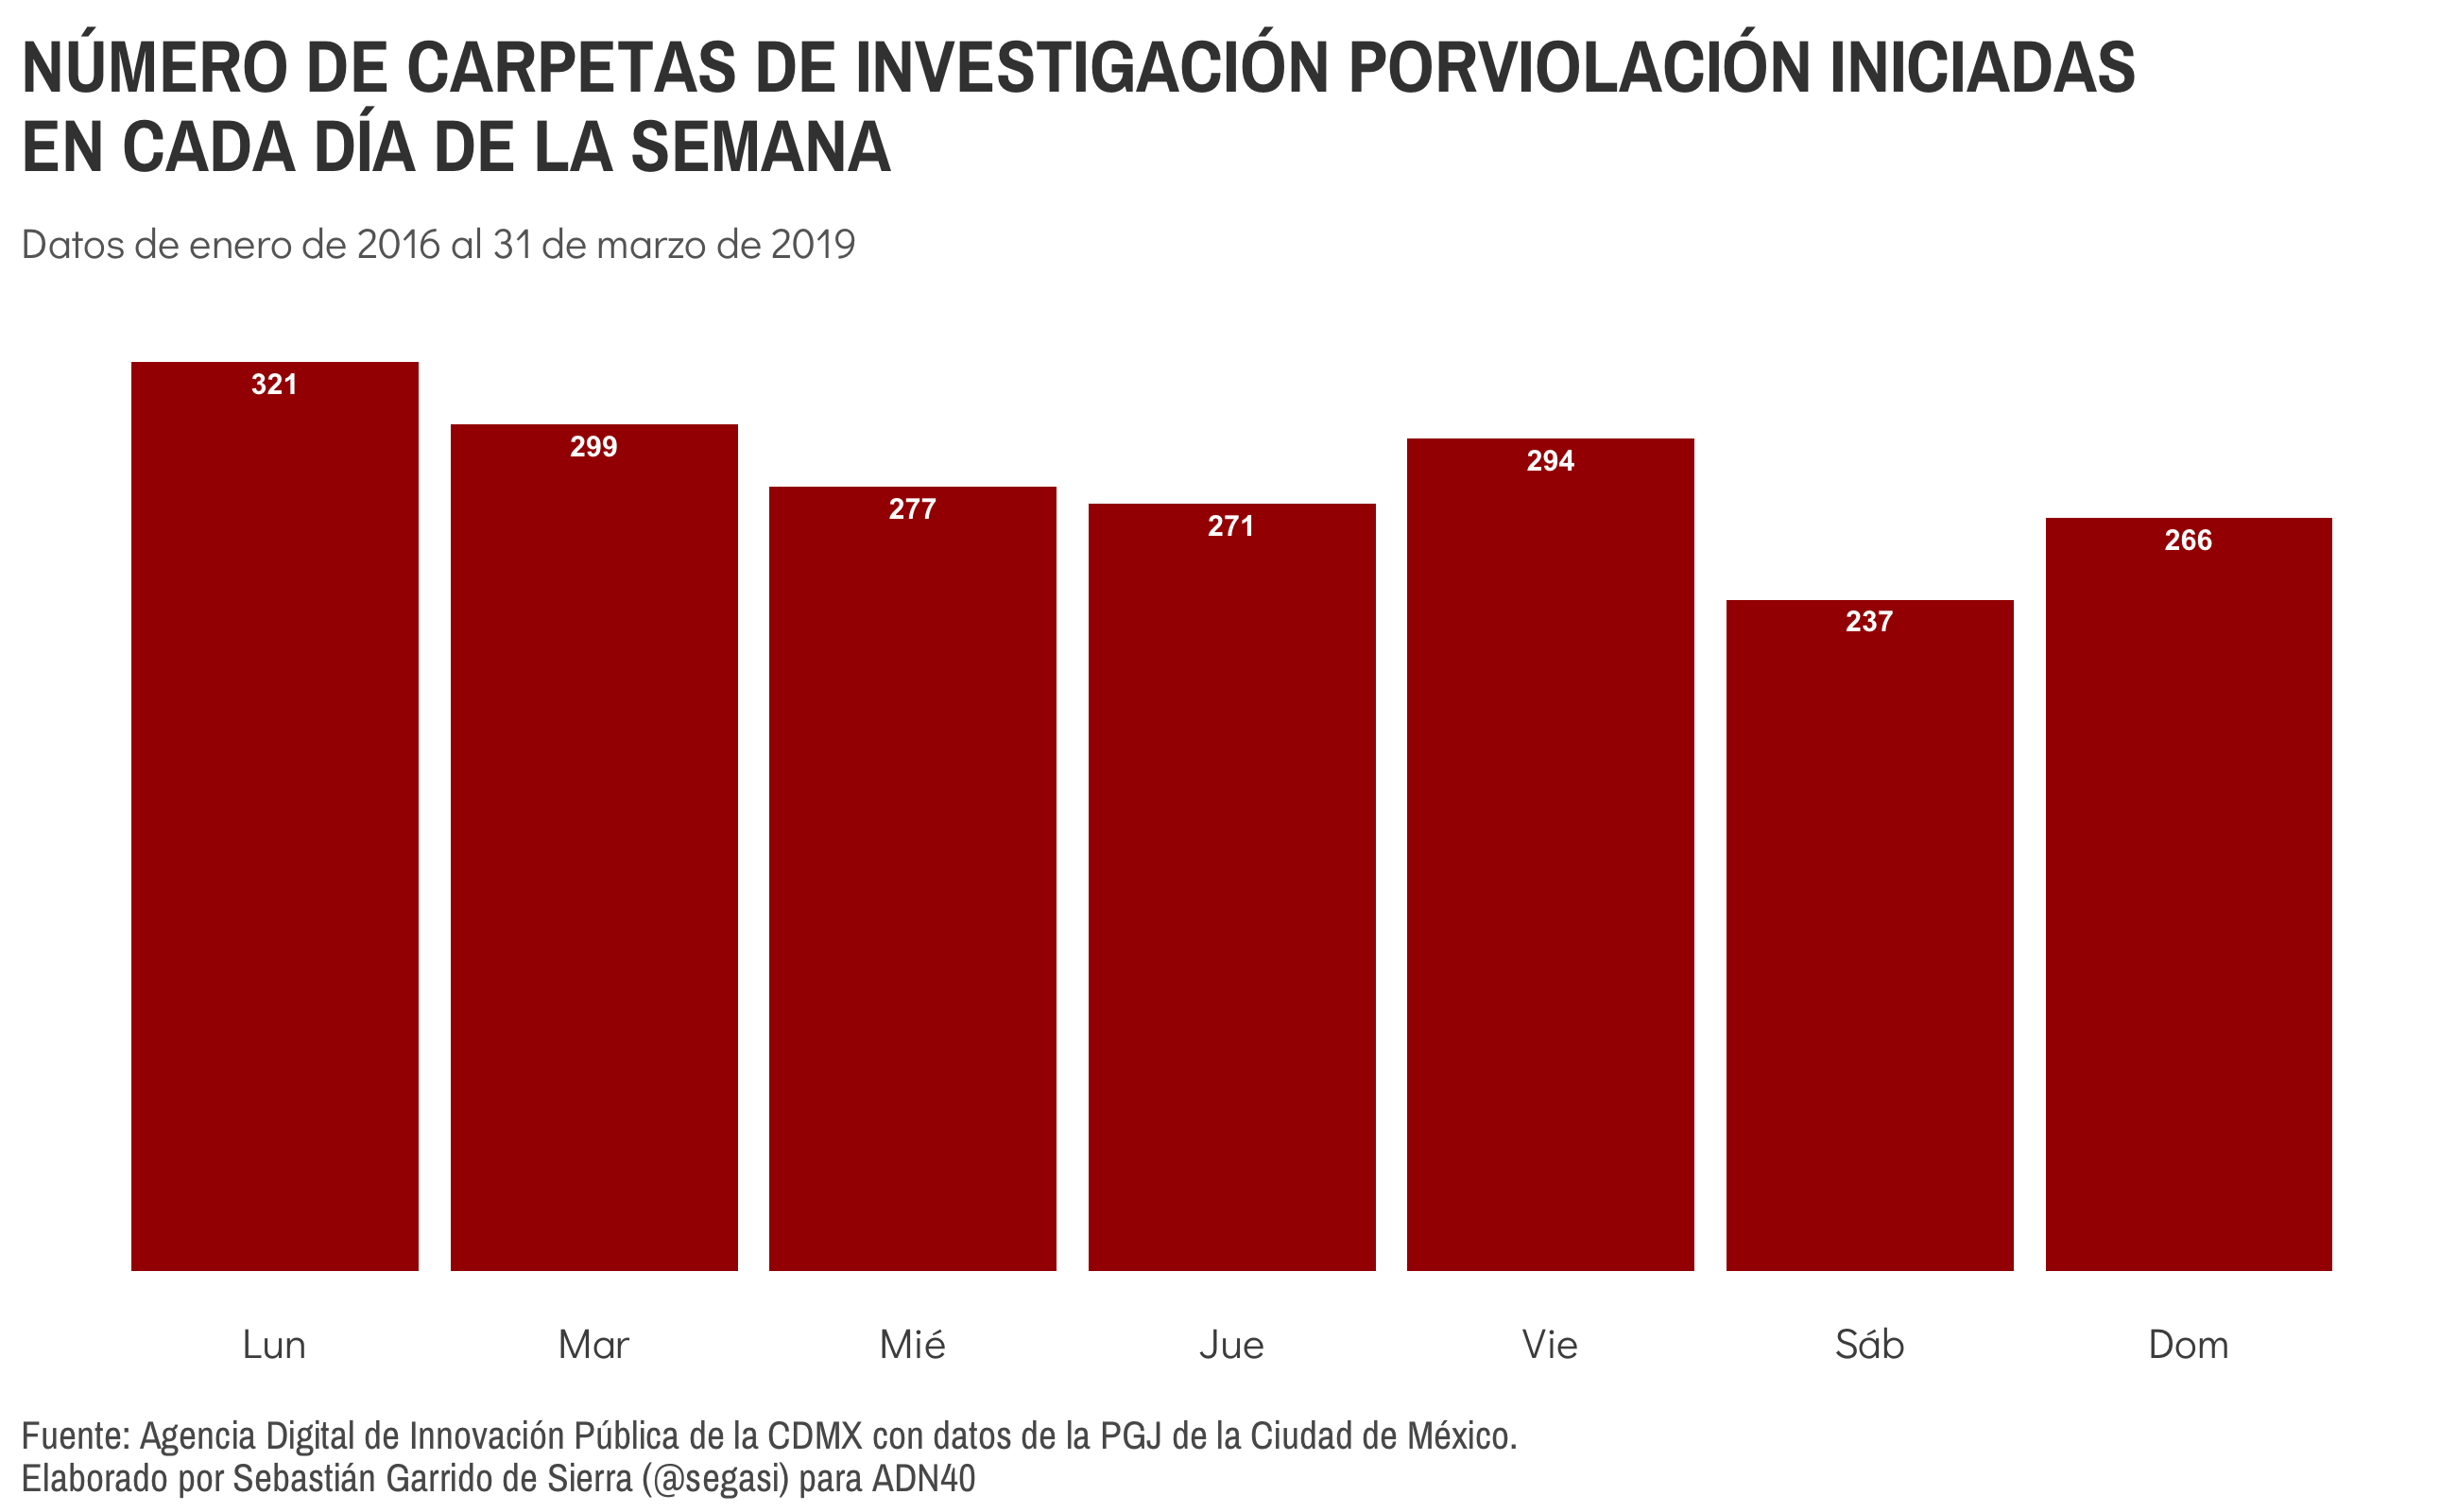 NÚMERO DE CARPETAS DE INVESTIGACIÓN PORVIOLACIÓN INICIADAS
EN CADA DÍA DE LA SEMANA
Datos de enero de 2016 al 31 de marzo de 2019
321
299
277
271
294
237
266
Lun
Mar
Mié
Jue
Vie
Sáb
Dom
Fuente: Agencia Digital de Innovación Pública de la CDMX con datos de la PGJ de la Ciudad de México.
Elaborado por Sebastián Garrido de Sierra (@segasi) para ADN40